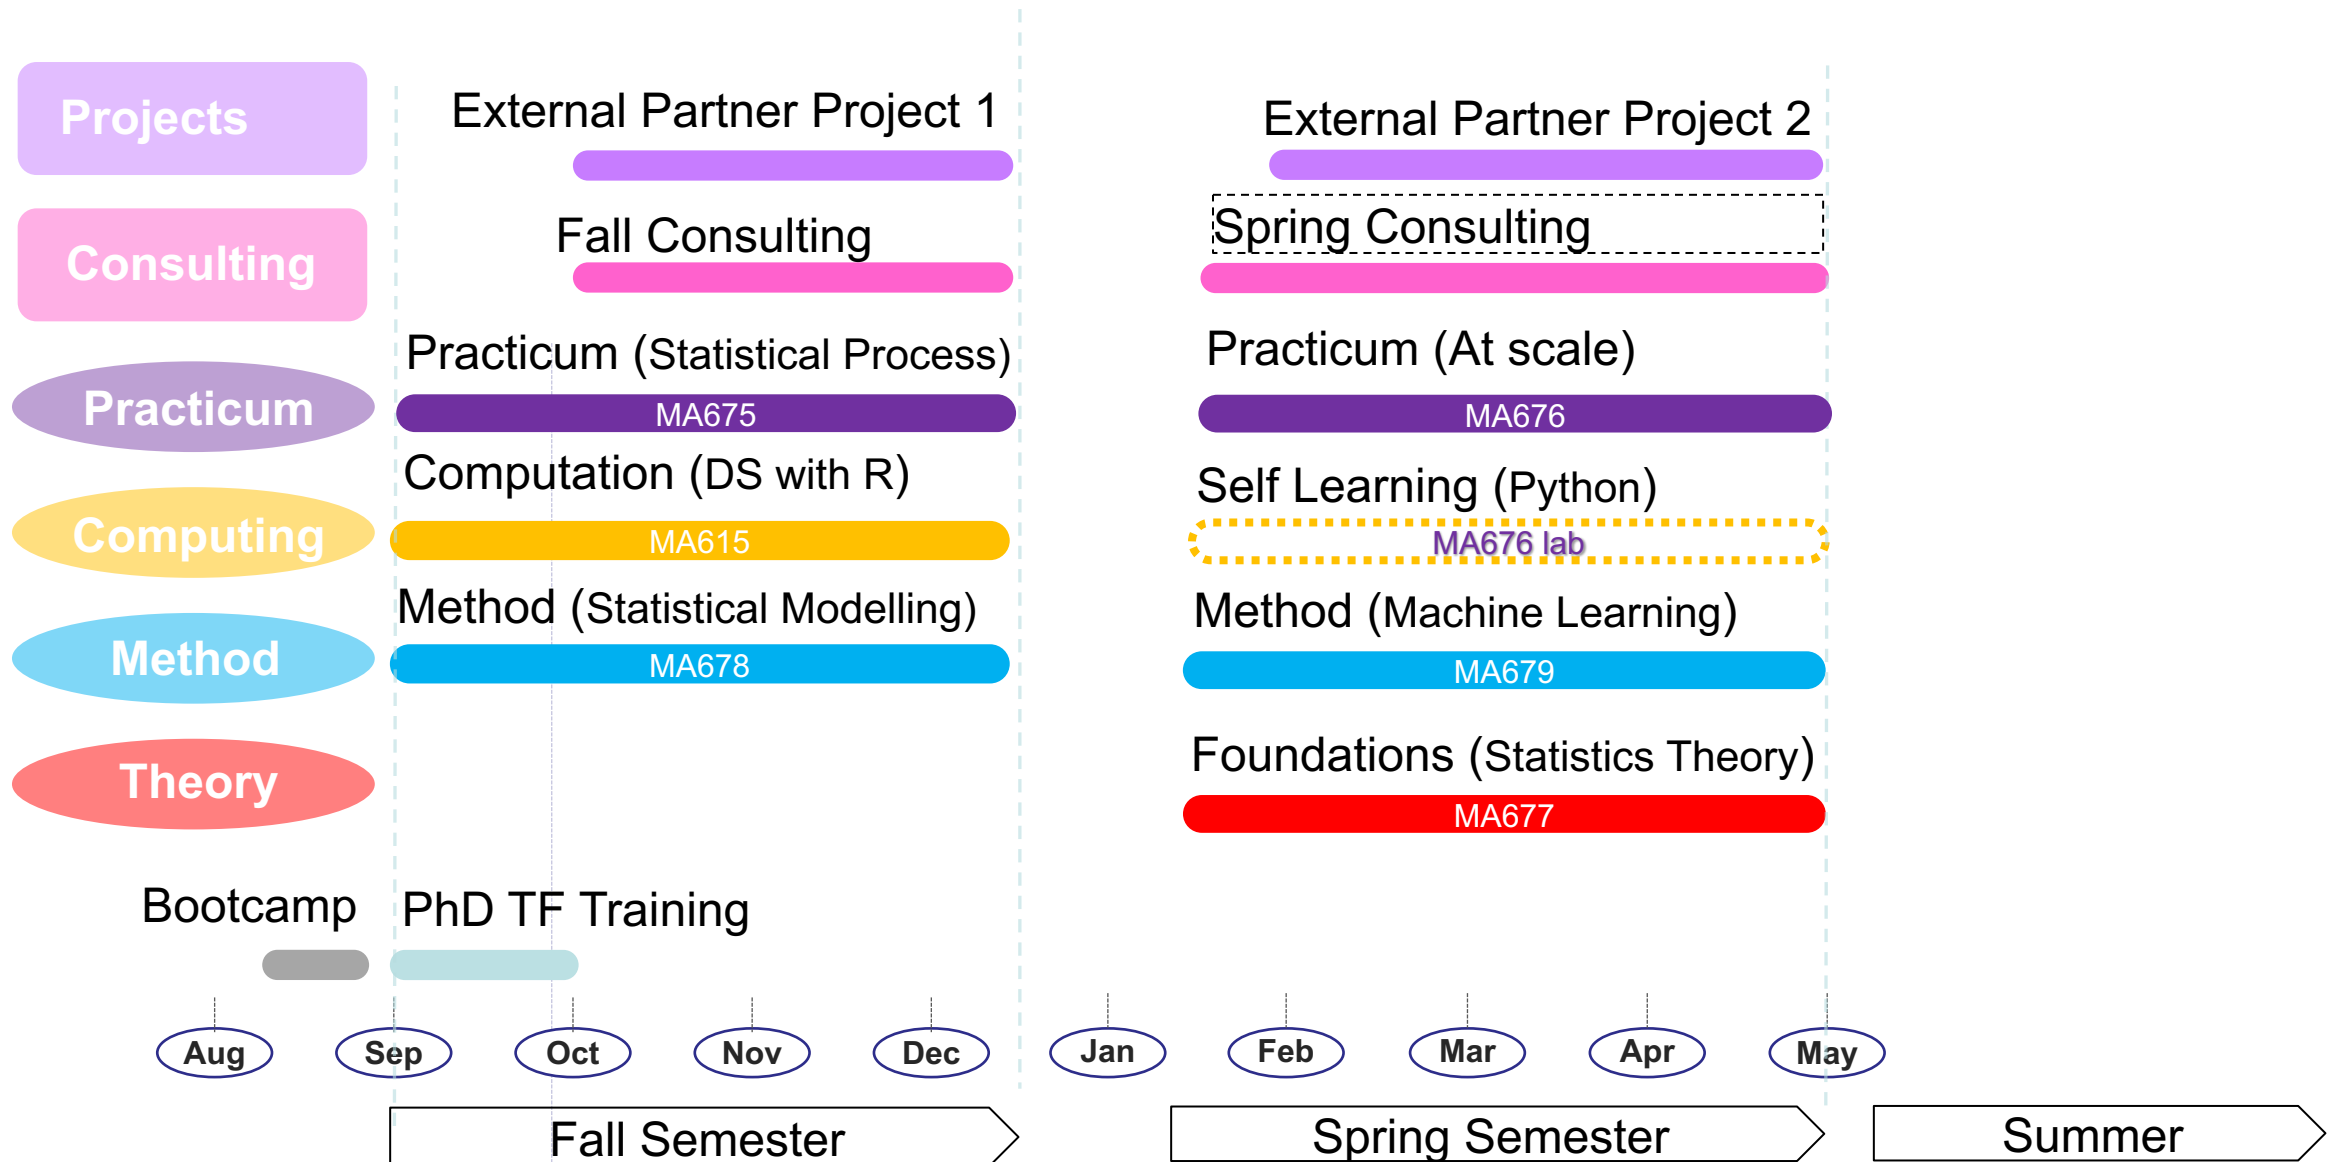 Projects
External Partner Project 1
External Partner Project 2
Consulting
Fall Consulting
Spring Consulting
Practicum
Practicum (Statistical Process)
Practicum (At scale)
MA675
MA676
Computing
Computation (DS with R)
Self Learning (Python)
MA615
MA676 lab
Method
Method (Statistical Modelling)
Method (Machine Learning)
MA678
MA679
Theory
Foundations (Statistics Theory)
MA677
Bootcamp
PhD TF Training
Aug
Sep
Oct
Nov
Dec
Jan
Feb
Mar
Apr
May
Fall Semester
Spring Semester
Summer